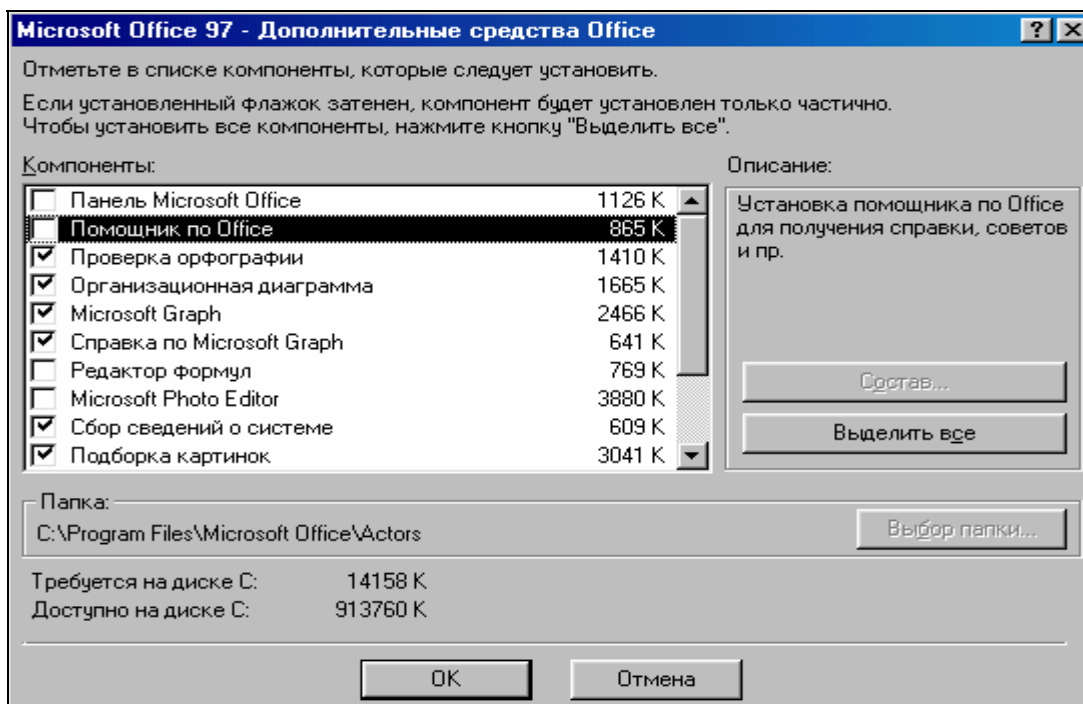 Microsoft Office 97 - Дополнительные средства Office
Отметьте в списке компоненты, которые следует установить.
Если установленный флажок затенен, компонент будет установлен только частично.
Чтобы установить все компоненты, нажмите кнопку "Выделить все".
Компоненты:
Описание:
Панель Microsoft Office 1126 K
Помощник по Office 865 K
Проверка орфографии 1410 K
Организационная диаграмма 1665 K
Microsoft Graph 2466 K
Справка по Microsoft Graph 641 K
Редактор формул 769 K
Microsoft Photo Editor 3880 K
Сбор сведений о системе 609 K
Подборка картинок 3041 K
Установка помощника по Office
для получения справки, советов
и пр.
Состав...
Выделить все
Папка:
C:\Program Files\Microsoft Office\Actors
Выбор папки...
Требуется на диске C: 14158 K
Доступно на диске C: 913760 K
OK
Отмена